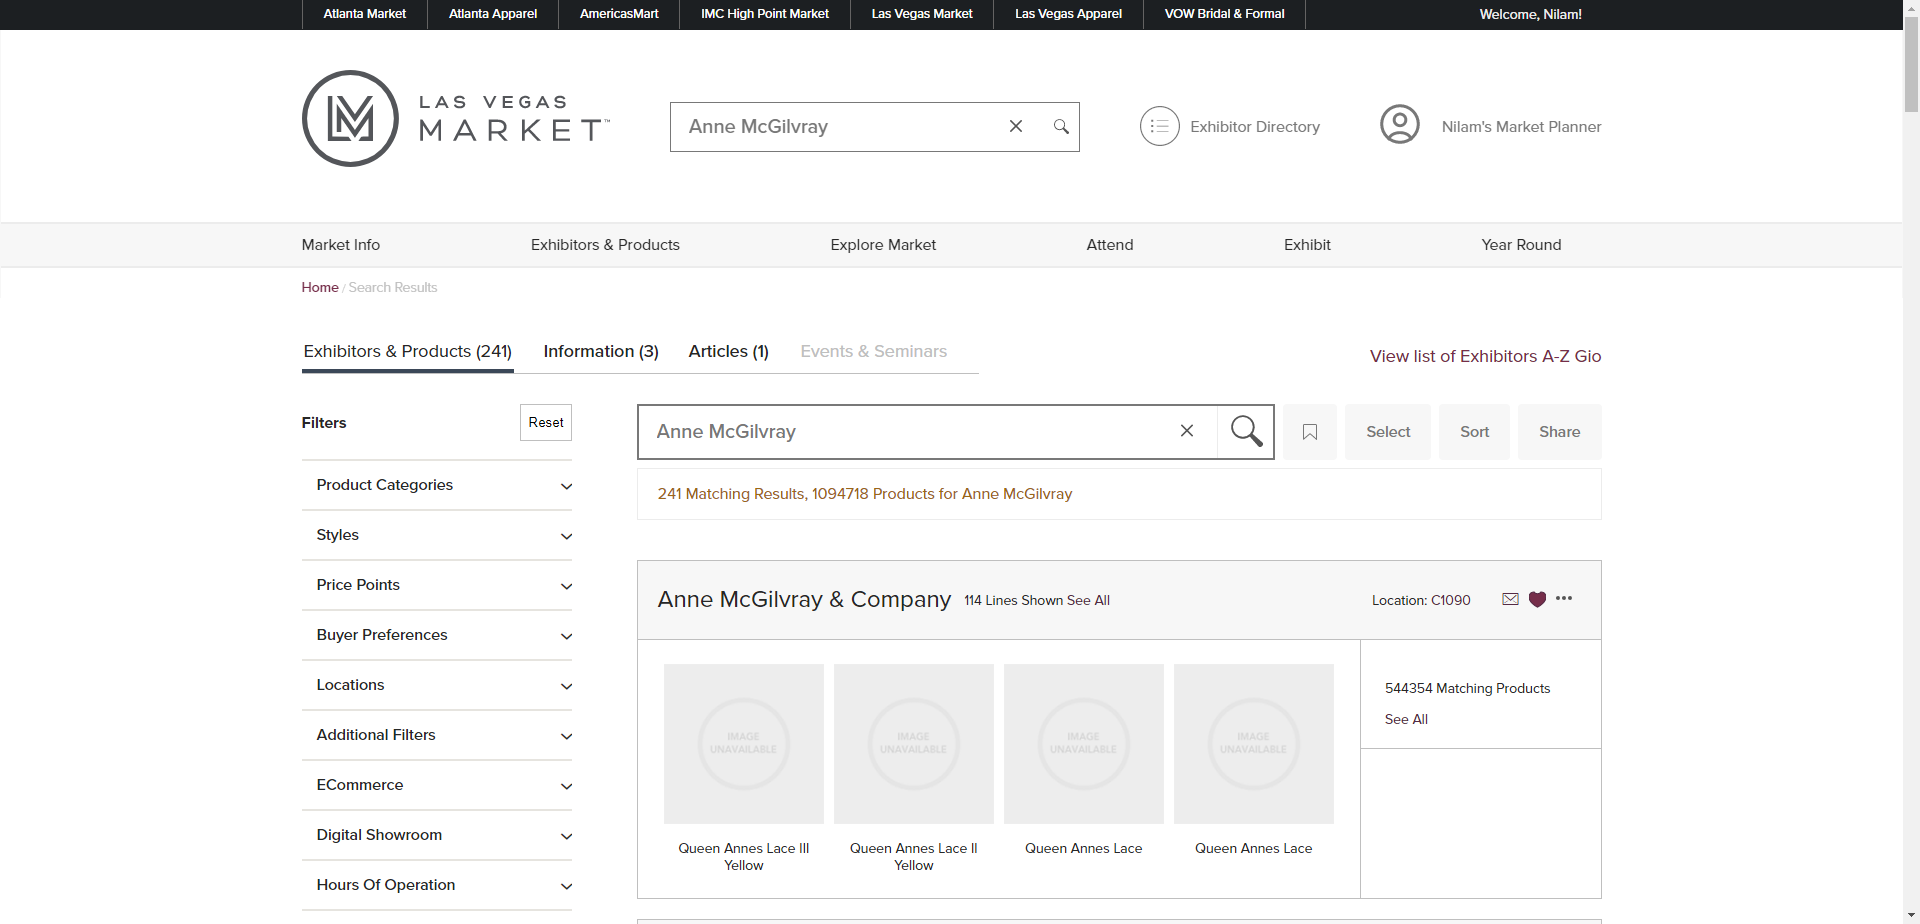 Atlanta Market
Atlanta Apparel
AmericasMart
IMC High Point Market
Las Vegas Market
Las Vegas Apparel
VOW Bridal & Formal
Welcome, Nilam!
LAS VEGAS
MARKET™
Anne McGilvray
Exhibitor Directory
Nilam's Market Planner
Market Info
Exhibitors & Products
Explore Market
Attend
Exhibit
Year Round
Home / Search Results
Exhibitors & Products (241)
Information (3)
Articles (1)
Events & Seminars
View list of Exhibitors A-Z Gio
Filters
Reset
Product Categories
Styles
Price Points
Buyer Preferences
Locations
Additional Filters
ECommerce
Digital Showroom
Hours Of Operation
Anne McGilvray
Select
Sort
Share
241 Matching Results, 1094718 Products for Anne McGilvray
Anne McGilvray & Company
114 Lines Shown See All
Location: C1090
IMAGE
UNAVAILABLE
IMAGE
UNAVAILABLE
IMAGE
UNAVAILABLE
IMAGE
UNAVAILABLE
Queen Annes Lace III
Yellow
Queen Annes Lace II
Yellow
Queen Annes Lace
Queen Annes Lace
544354 Matching Products
See All